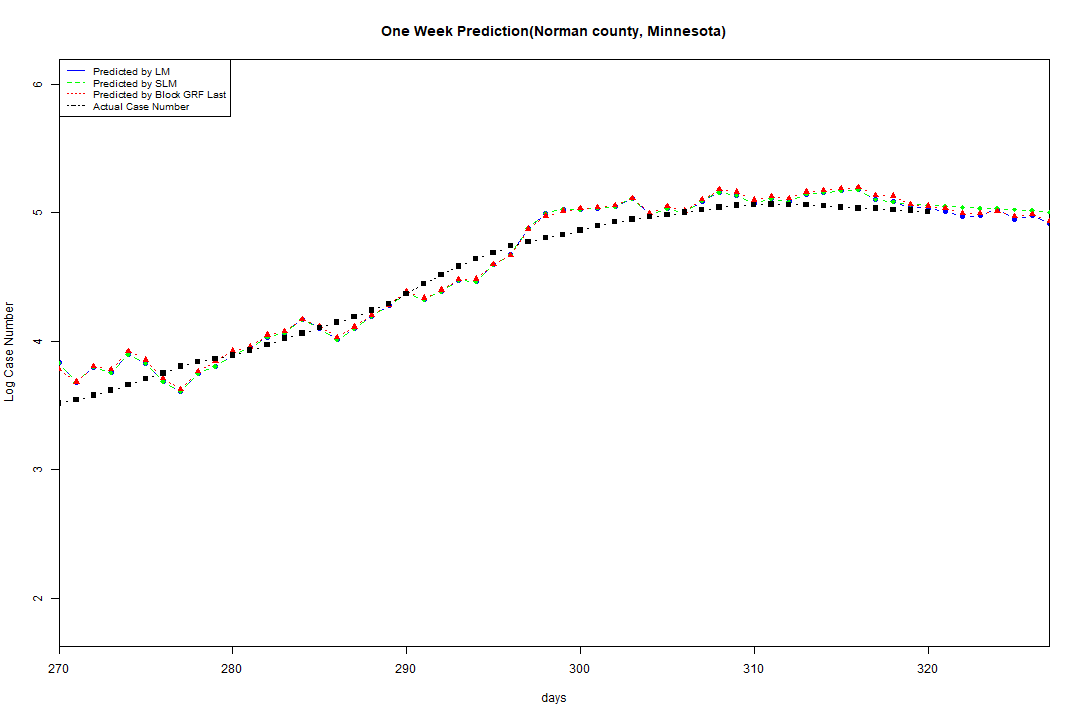 One Week Prediction(Norman county, Minnesota)
Predicted by LM
Predicted by SLM
Predicted by Block GRF Last
Actual Case Number
6
5
4
3
2
Log Case Number
270 280 290 300 310 320
days